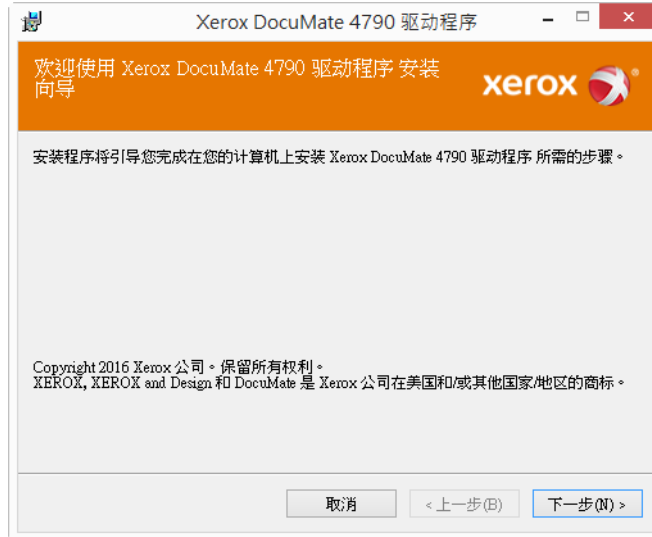 Xerox DocuMate 4790 驱动程序
欢迎使用 Xerox DocuMate 4790 驱动程序 安装
向导
xerox
安装程序将引导您完成在您的计算机上安装 Xerox DocuMate 4790 驱动程序 所需的步骤。
Copyright 2016 Xerox 公司。保留所有权利。
XEROX, XEROX and Design 和 DocuMate 是 Xerox 公司在美国和/或其他国家/地区的商标。
取消
<上一步(B)
下一步(N) >